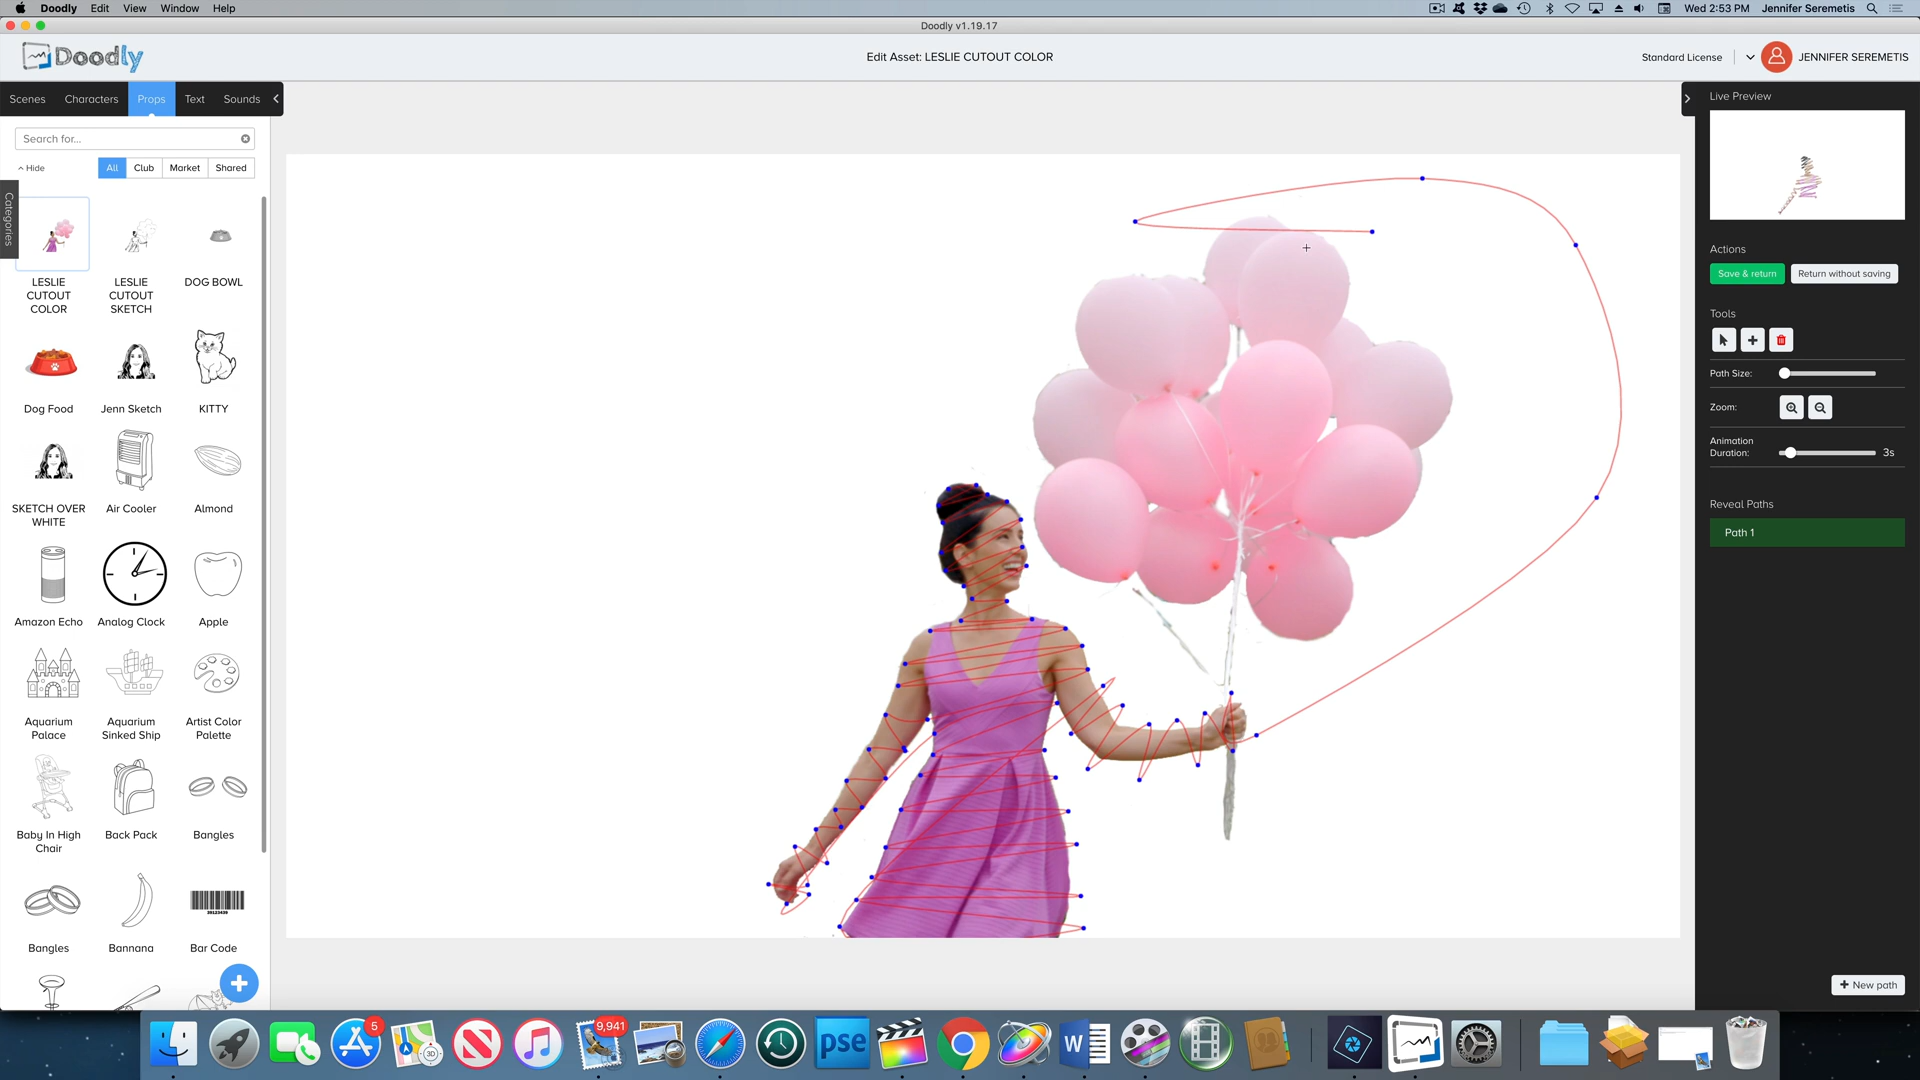 Doodly Edit View Window Help
Wed 2:53 PM Jennifer Seremetis
Doodly v1.19.17
Doodly
Edit Asset: LESLIE CUTOUT COLOR
Standard License
JENNIFER SEREMETIS
Scenes Characters Props Text Sounds
Search for...
Hide
All Club Market Shared
Categories
LESLIE CUTOUT COLOR
LESLIE CUTOUT SKETCH
DOG BOWL
Dog Food
Jenn Sketch
KITTY
SKETCH OVER WHITE
Air Cooler
Almond
Amazon Echo
Analog Clock
Apple
Aquarium Palace
Aquarium Sinked Ship
Artist Color Palette
Baby In High Chair
Back Pack
Bangles
Bangles
Bannana
Bar Code
Live Preview
Actions
Save & return
Return without saving
Tools
Path Size:
Zoom:
Animation Duration:
3s
Reveal Paths
Path 1
+ New path
5
3D
9,941
pse
W